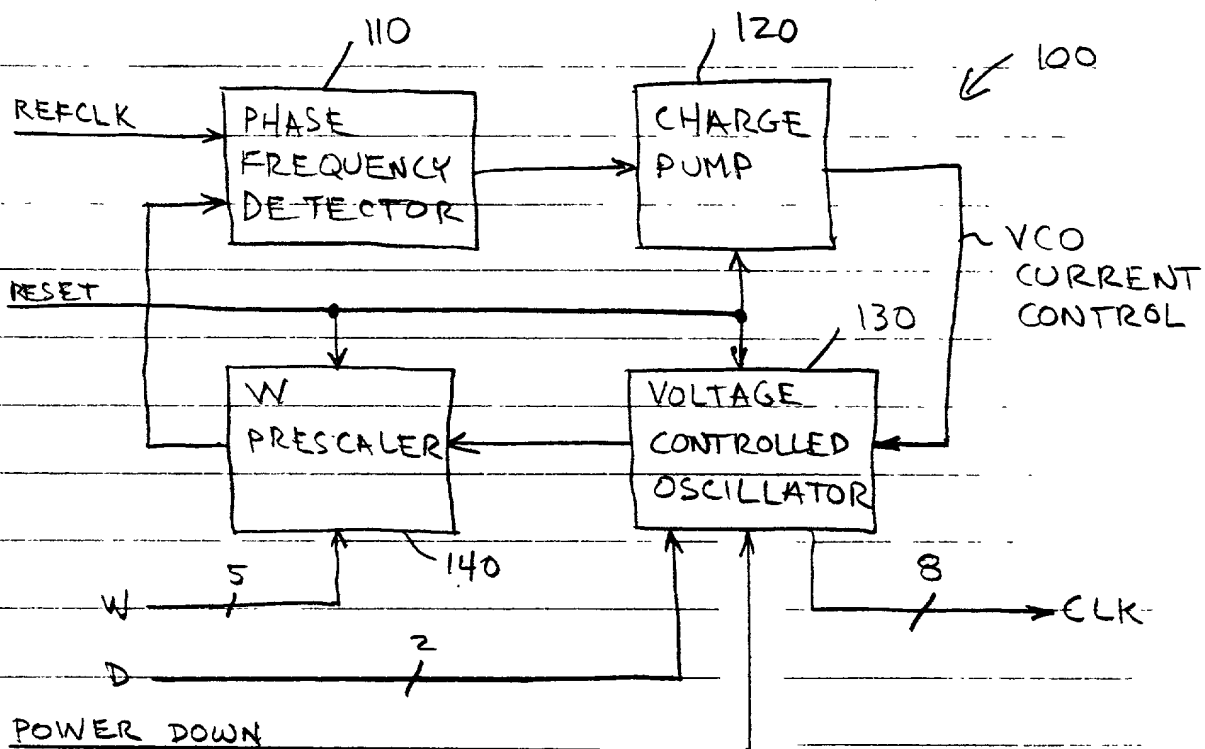 110
120
100
REFCLK
PHASE
FREQUENCY
DETECTOR
CHARGE
PUMP
VCO
CURRENT
CONTROL
RESET
130
W
PRESCALER
VOLTAGE
CONTROLLED
OSCILLATOR
140
W
5
8
CLK
D
2
POWER DOWN